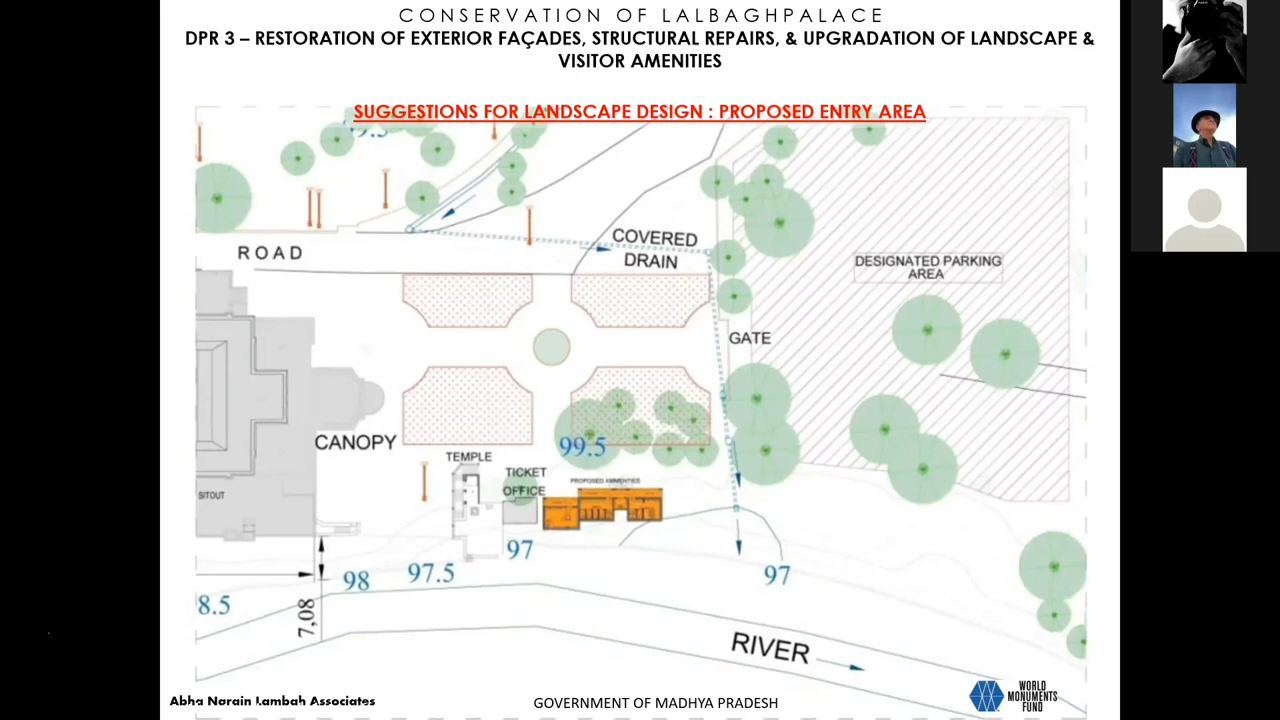 CONSERVATION OF LALBAGHPALACE
DPR 3 – RESTORATION OF EXTERIOR FAÇADES, STRUCTURAL REPAIRS, & UPGRADATION OF LANDSCAPE &
VISITOR AMENITIES
SUGGESTIONS FOR LANDSCAPE DESIGN : PROPOSED ENTRY AREA
ROAD
COVERED
DRAIN
DESIGNATED PARKING
AREA
GATE
CANOPY
99.5
TEMPLE
TICKET
OFFICE
PROPOSED AMMENITIES
SITOUT
97
97.5
98
97
8.5
7,08
RIVER
Abha Narain Lambah Associates
GOVERNMENT OF MADHYA PRADESH
WORLD
MONUMENTS
FUND